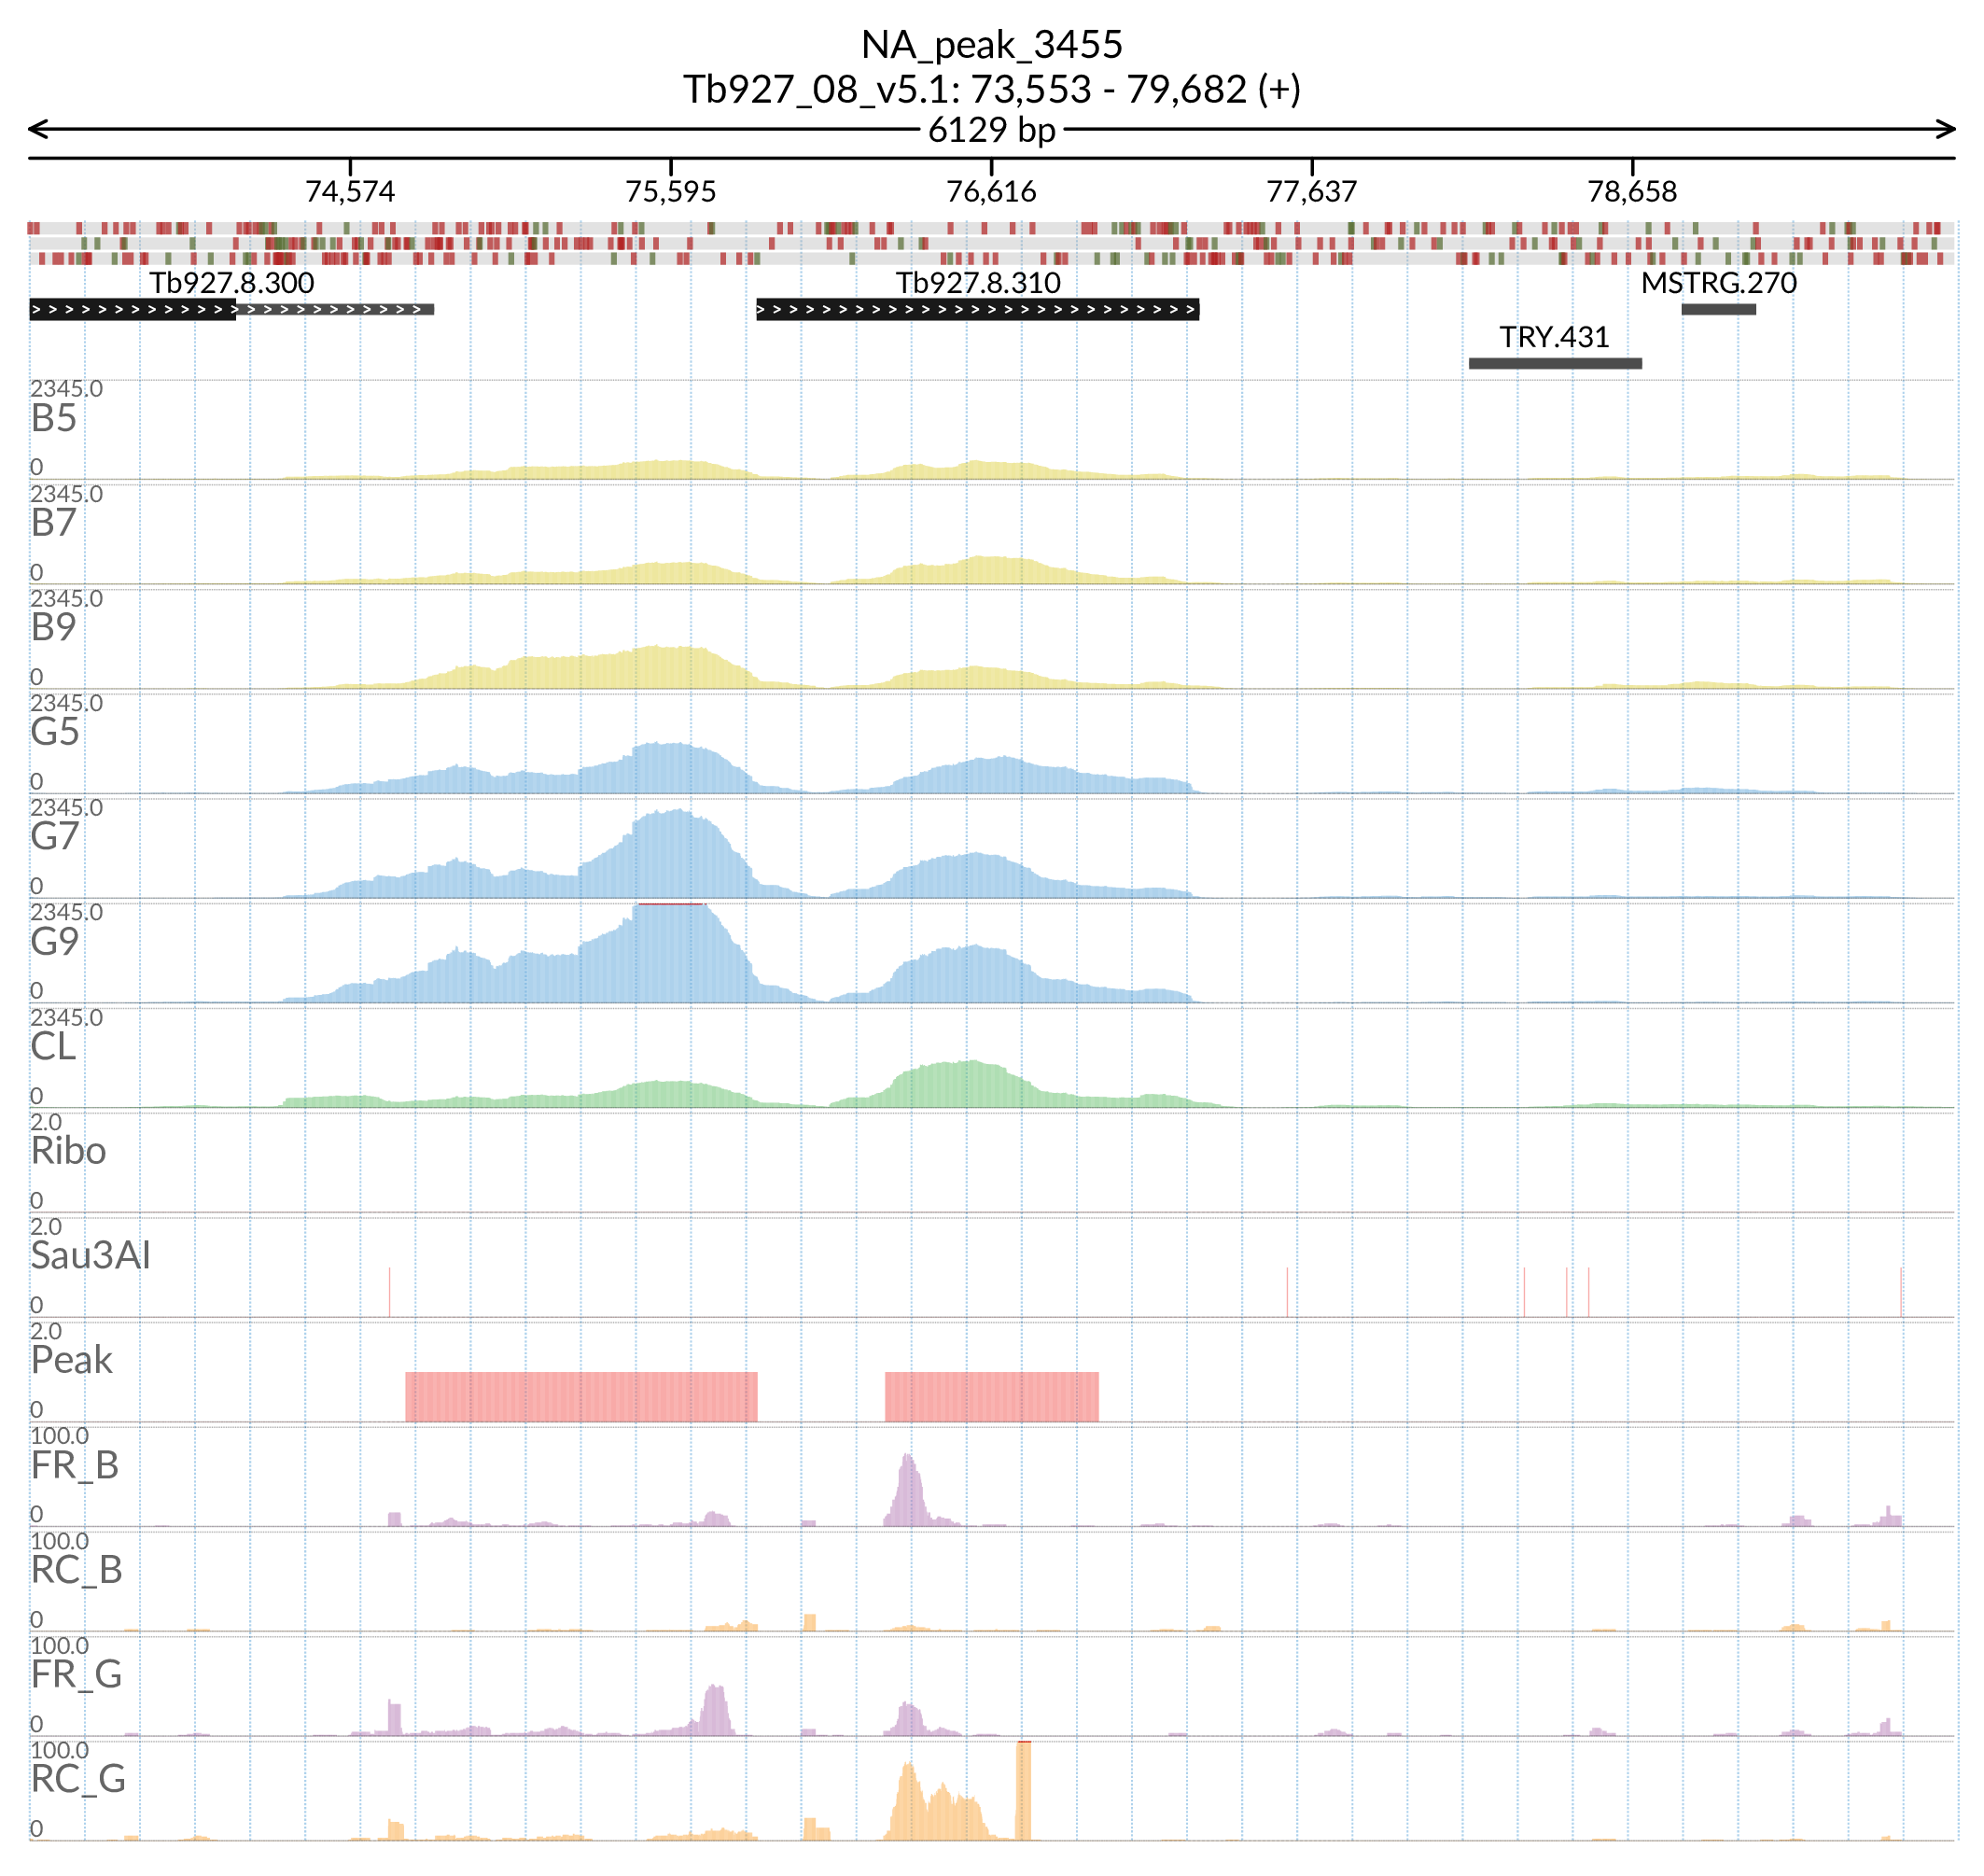 NA_peak_3455
Tb927_08_v5.1: 73,553 - 79,682 (+)
6129 bp
74,574 75,595 76,616 77,637 78,658
Tb927.8.300 Tb927.8.310 MSTRG.270
TRY.431
2345.0
B5
0
2345.0
B7
0
2345.0
B9
0
2345.0
G5
0
2345.0
G7
0
2345.0
G9
0
2345.0
CL
0
2.0
Ribo
0
2.0
Sau3AI
0
2.0
Peak
0
100.0
FR_B
0
100.0
RC_B
0
100.0
FR_G
0
100.0
RC_G
0